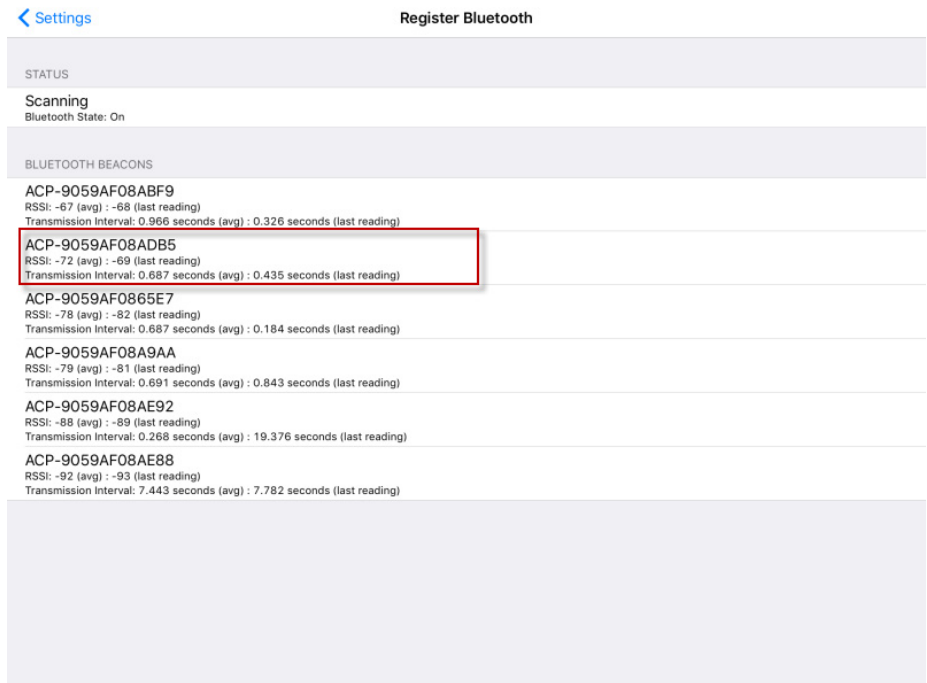 Settings
Register Bluetooth
STATUS
Scanning
Bluetooth State: On
BLUETOOTH BEACONS
ACP-9059AF08ABF9
RSSI: -67 (avg) : -68 (last reading)
Transmission Interval: 0.966 seconds (avg) : 0.326 seconds (last reading)
ACP-9059AF08ADB5
RSSI: -72 (avg) : -69 (last reading)
Transmission Interval: 0.687 seconds (avg) : 0.435 seconds (last reading)
ACP-9059AF0865E7
RSSI: -78 (avg) : -82 (last reading)
Transmission Interval: 0.687 seconds (avg) : 0.184 seconds (last reading)
ACP-9059AF08A9AA
RSSI: -79 (avg) : -81 (last reading)
Transmission Interval: 0.691 seconds (avg) : 0.843 seconds (last reading)
ACP-9059AF08AE92
RSSI: -88 (avg) : -89 (last reading)
Transmission Interval: 0.268 seconds (avg) : 19.376 seconds (last reading)
ACP-9059AF08AE88
RSSI: -92 (avg) : -93 (last reading)
Transmission Interval: 7.443 seconds (avg) : 7.782 seconds (last reading)